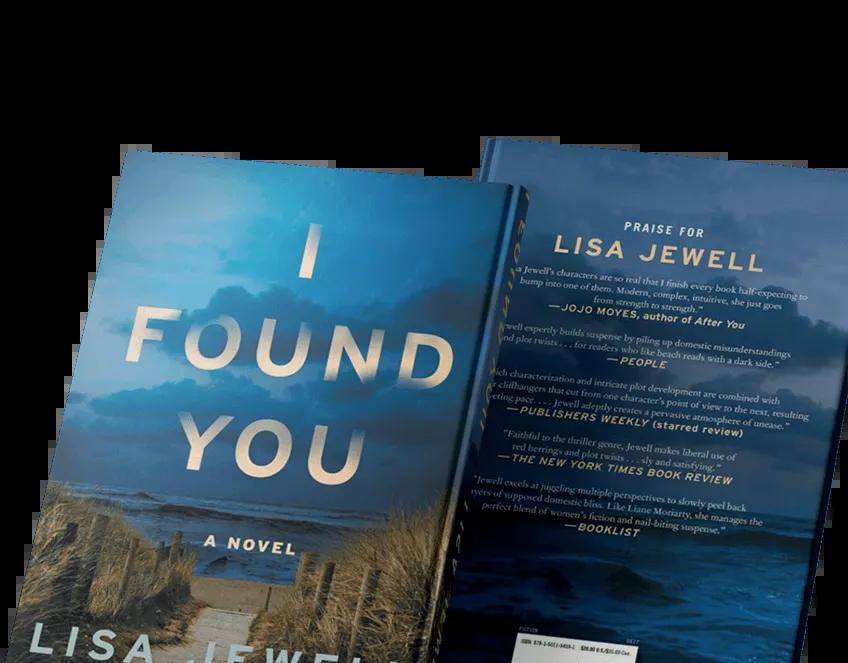 I
FOUND
YOU
A NOVEL
LISA JEWELL
FOUND YOU
PRAISE FOR
LISA JEWELL
Jewell's characters are so real that I finish every book half-expecting to
bump into one of them. Modern, complex, intuitive, she just goes
from strength to strength."
—JOJO MOYES, author of After You
expertly builds suspense by piling up domestic misunderstandings
and plot twists . . . for readers who like beach reads with a dark side."
—PEOPLE
characterization and intricate plot development are combined with
cliffhangers that cut from one character's point of view to the next, resulting
pace. . . . Jewell adeptly creates a pervasive atmosphere of unease."
—PUBLISHERS WEEKLY (starred review)
"Faithful to the thriller genre, Jewell makes liberal use of
red herrings and plot twists . . . sly and satisfying."
—THE NEW YORK TIMES BOOK REVIEW
"Jewell excels at juggling multiple perspectives to slowly peel back
of supposed domestic bliss. Like Liane Moriarty, she manages the
perfect blend of women's fiction and nail-biting suspense."
—BOOKLIST
FICTION
0417